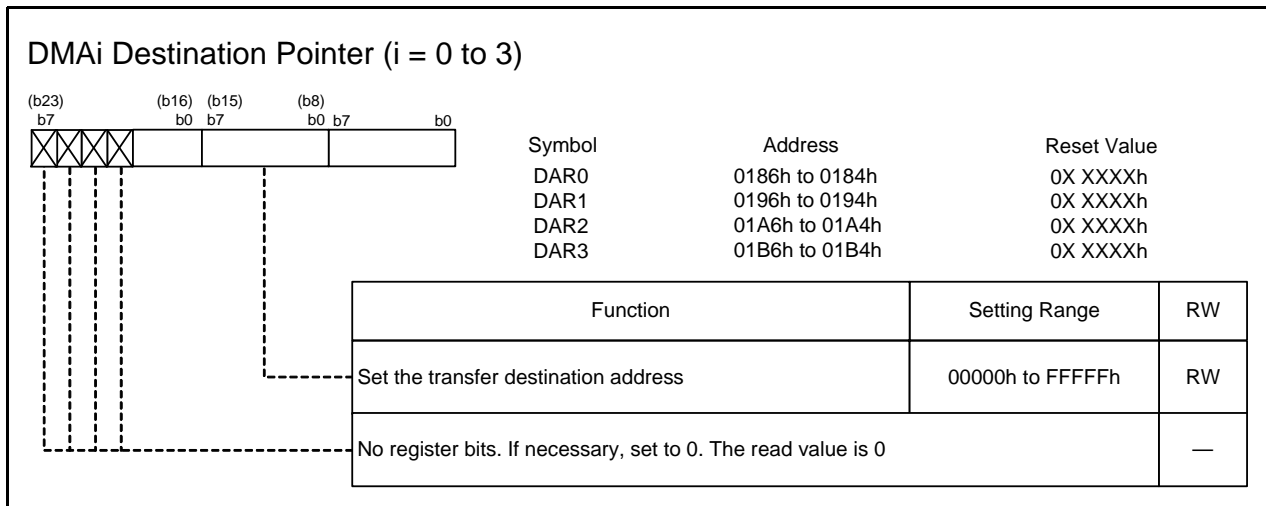 DMAi Destination Pointer (i = 0 to 3)
(b23) (b16) (b15) (b8)
b7 b0 b7 b0 b7 b0
Symbol Address Reset Value
DAR0 0186h to 0184h 0X XXXXh
DAR1 0196h to 0194h 0X XXXXh
DAR2 01A6h to 01A4h 0X XXXXh
DAR3 01B6h to 01B4h 0X XXXXh
Function Setting Range RW
Set the transfer destination address 00000h to FFFFFh RW
No register bits. If necessary, set to 0. The read value is 0 —